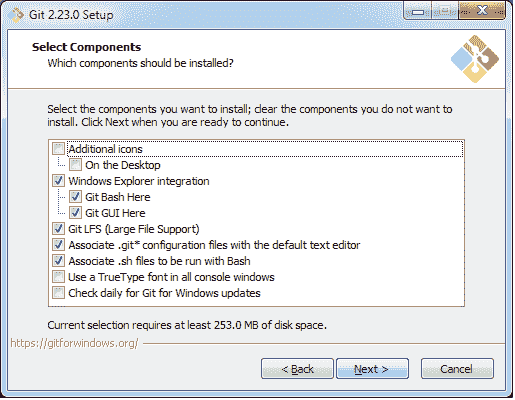 Git 2.23.0 Setup
Select Components
Which components should be installed?
Select the components you want to install; clear the components you do not want to
install. Click Next when you are ready to continue.
Additional icons
On the Desktop
Windows Explorer integration
Git Bash Here
Git GUI Here
Git LFS (Large File Support)
Associate .git* configuration files with the default text editor
Associate .sh files to be run with Bash
Use a TrueType font in all console windows
Check daily for Git for Windows updates
Current selection requires at least 253.0 MB of disk space.
https://gitforwindows.org/
< Back
Next >
Cancel